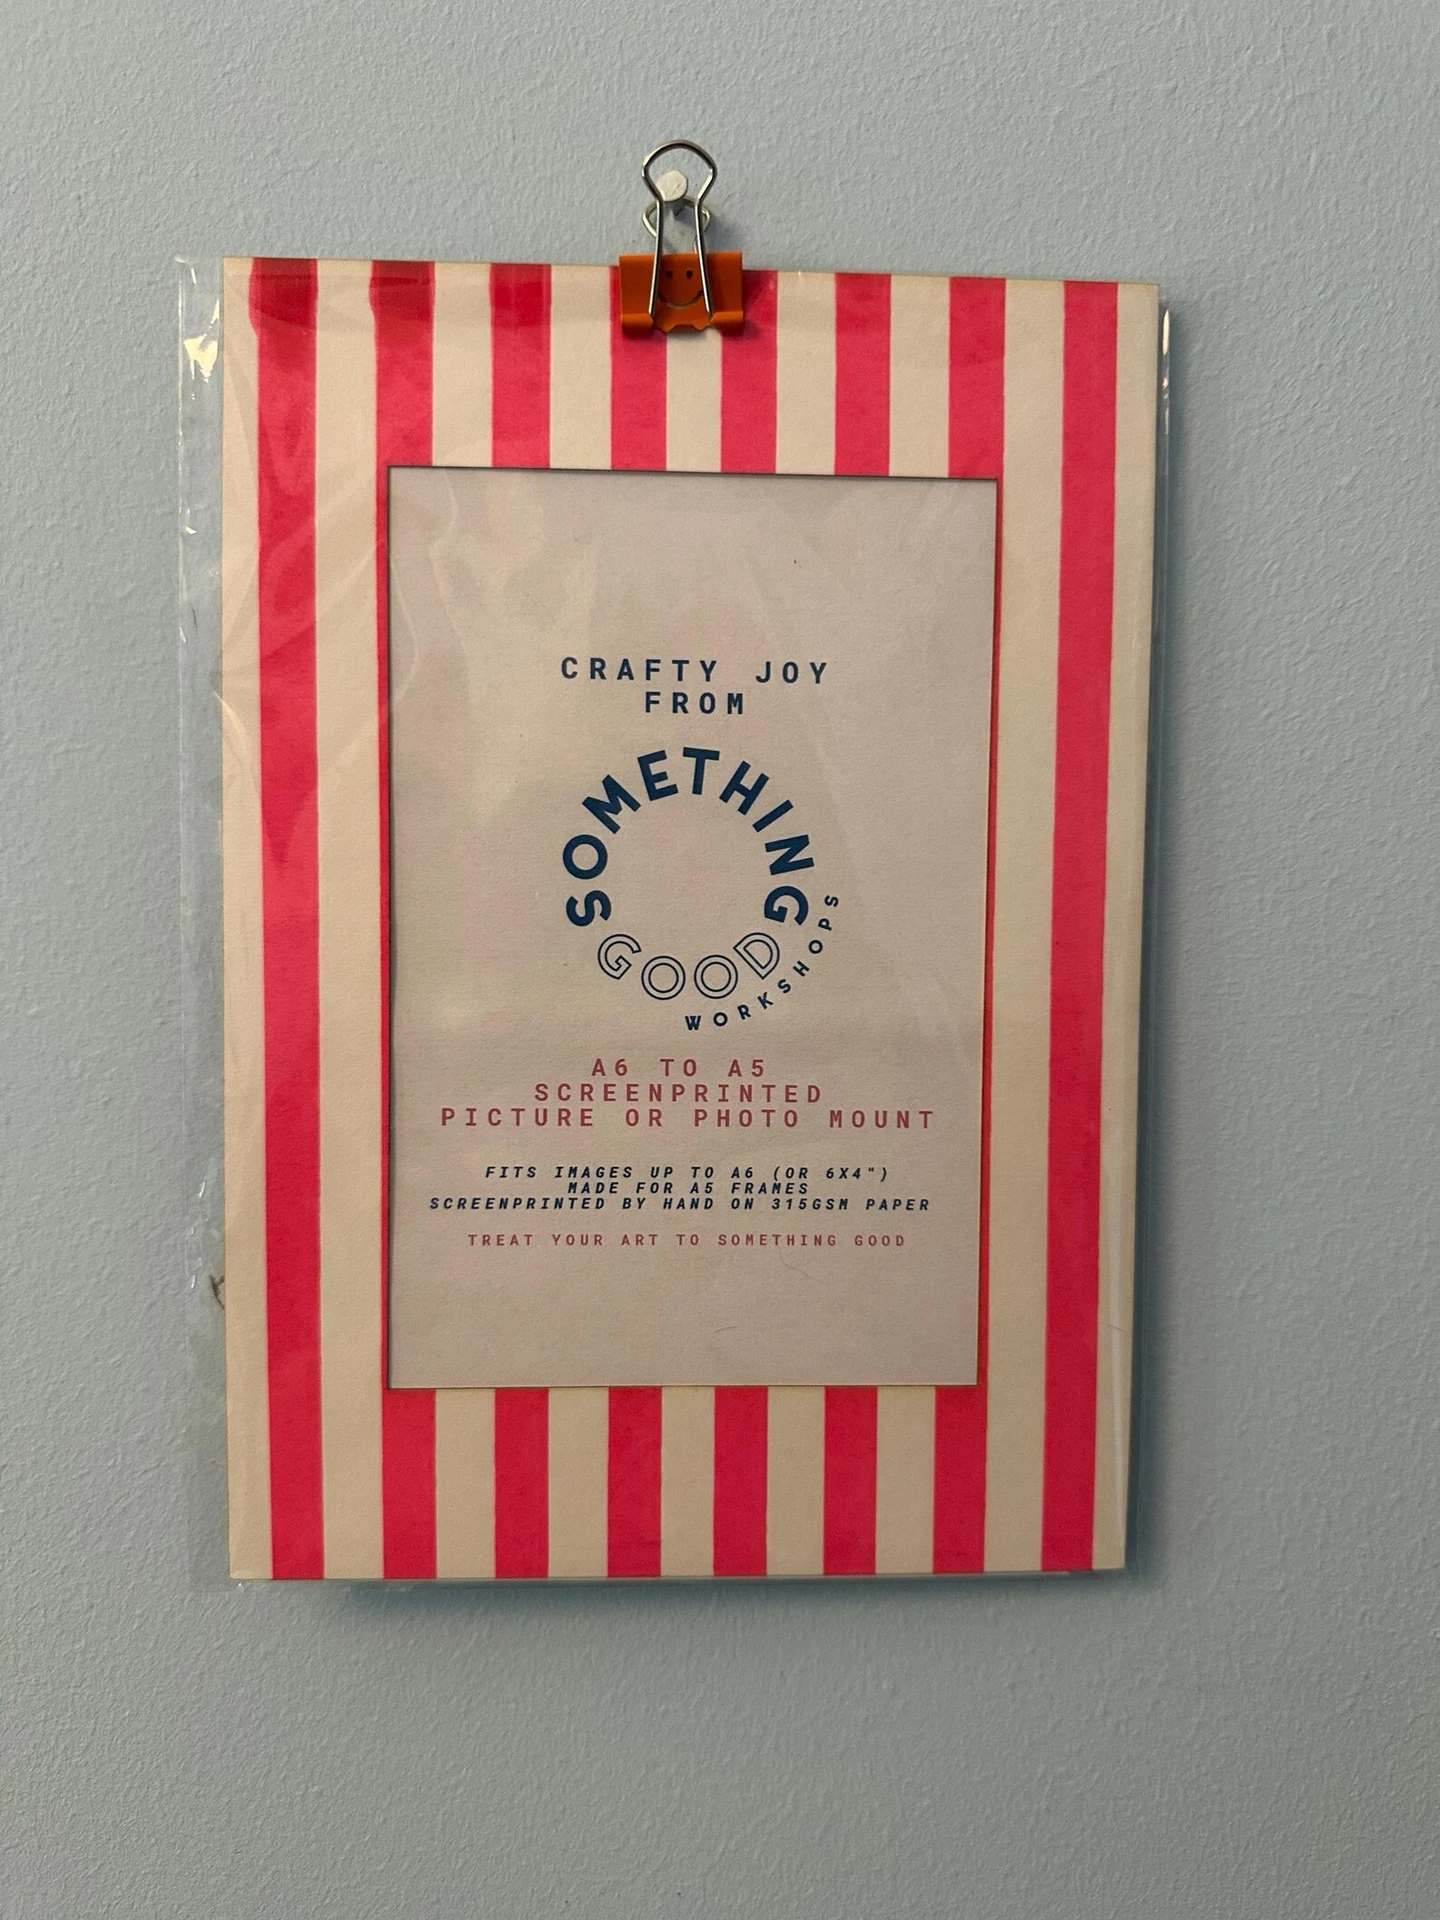 CRAFTY JOY
FROM
SOMETHING
GOOD
WORKSHOPS
A6 TO A5
SCREENPRINTED
PICTURE OR PHOTO MOUNT
FITS IMAGES UP TO A6 (OR 6X4")
MADE FOR A5 FRAMES
SCREENPRINTED BY HAND ON 315GSM PAPER
TREAT YOUR ART TO SOMETHING GOOD